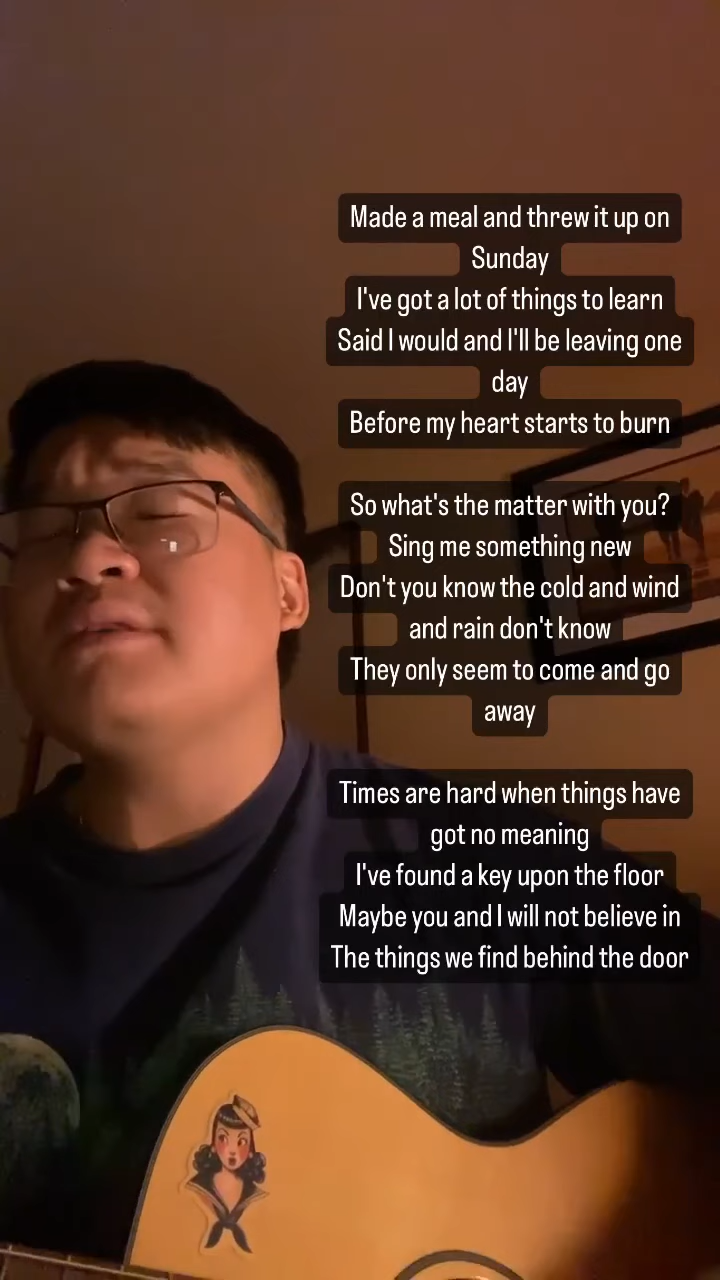 Made a meal and threw it up on
Sunday
I've got a lot of things to learn
Said I would and I'll be leaving one
day
Before my heart starts to burn
So what's the matter with you?
Sing me something new
Don't you know the cold and wind
and rain don't know
They only seem to come and go
away
Times are hard when things have
got no meaning
I've found a key upon the floor
Maybe you and I will not believe in
The things we find behind the door